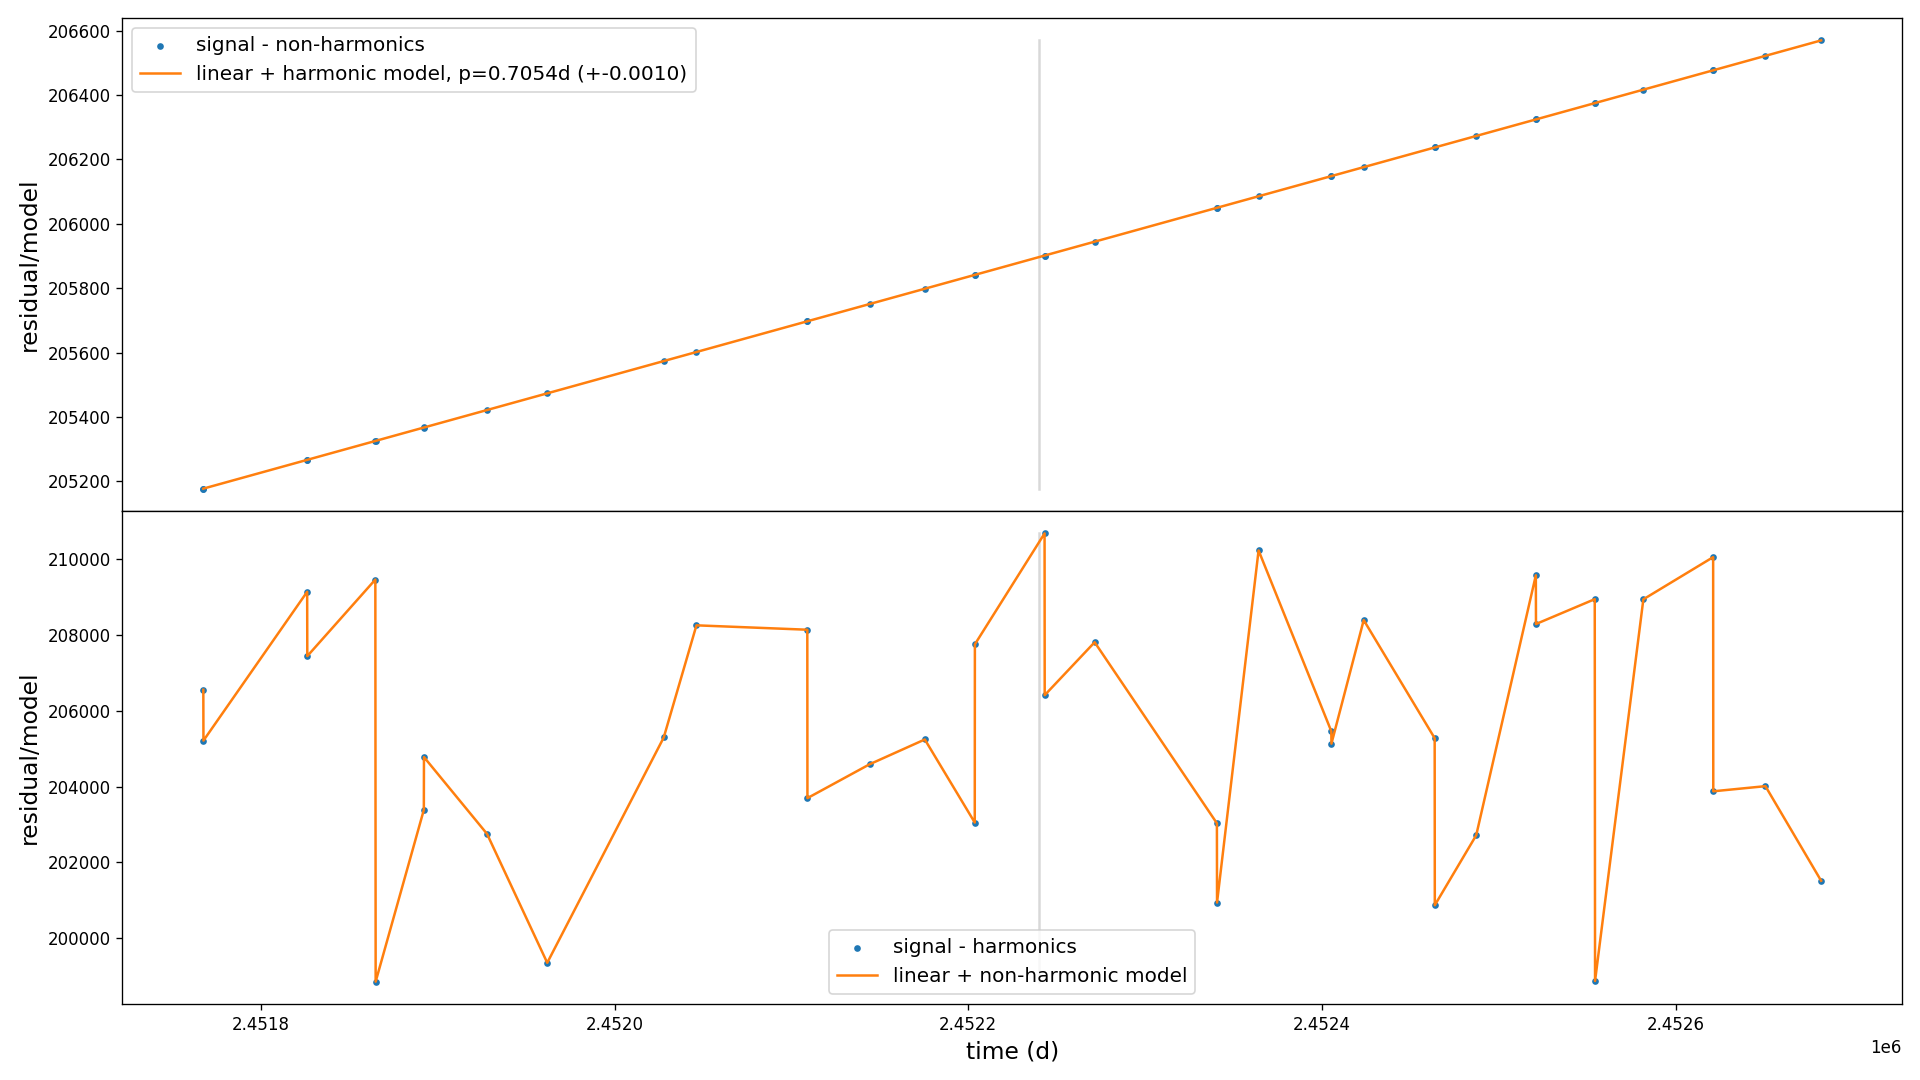 206600
206400
206200
206000
205800
205600
205400
205200
residual/model
signal - non-harmonics
linear + harmonic model, p=0.7054d (+-0.0010)
210000
208000
206000
204000
202000
200000
residual/model
signal - harmonics
linear + non-harmonic model
2.4518 2.4520 2.4522 2.4524 2.4526
time (d)
1e6